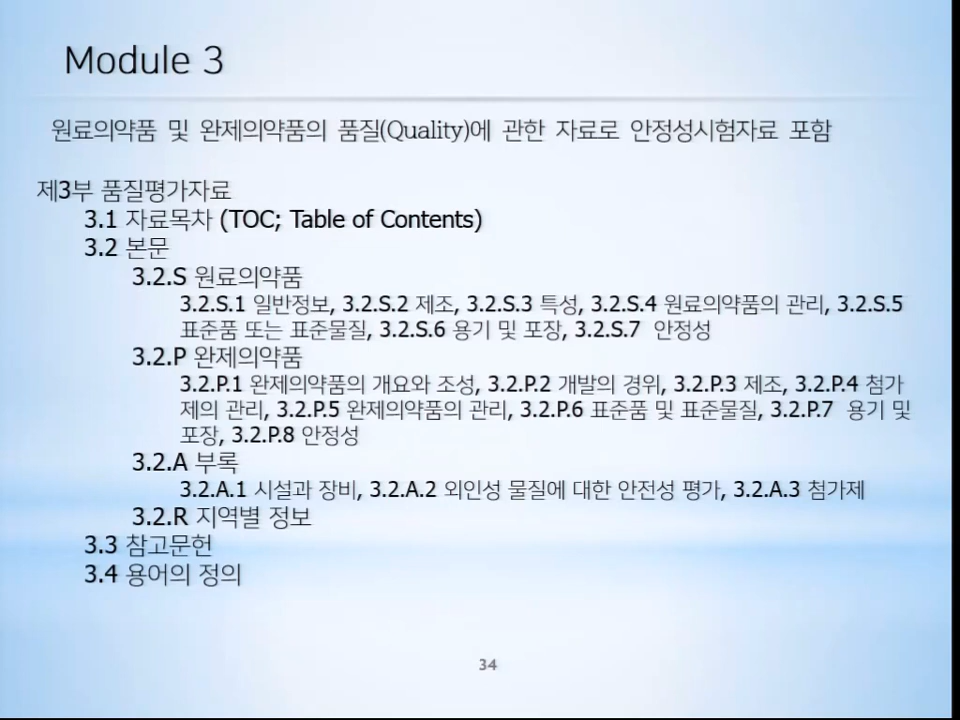 Module 3
원료의약품 및 완제의약품의 품질(Quality)에 관한 자료로 안정성시험자료 포함
제3부 품질평가자료
3.1 자료목차 (TOC; Table of Contents)
3.2 본문
3.2.S 원료의약품
3.2.S.1 일반정보, 3.2.S.2 제조, 3.2.S.3 특성, 3.2.S.4 원료의약품의 관리, 3.2.S.5
표준품 또는 표준물질, 3.2.S.6 용기 및 포장, 3.2.S.7 안정성
3.2.P 완제의약품
3.2.P.1 완제의약품의 개요와 조성, 3.2.P.2 개발의 경위, 3.2.P.3 제조, 3.2.P.4 첨가
제의 관리, 3.2.P.5 완제의약품의 관리, 3.2.P.6 표준품 및 표준물질, 3.2.P.7 용기 및
포장, 3.2.P.8 안정성
3.2.A 부록
3.2.A.1 시설과 장비, 3.2.A.2 외인성 물질에 대한 안전성 평가, 3.2.A.3 첨가제
3.2.R 지역별 정보
3.3 참고문헌
3.4 용어의 정의
34